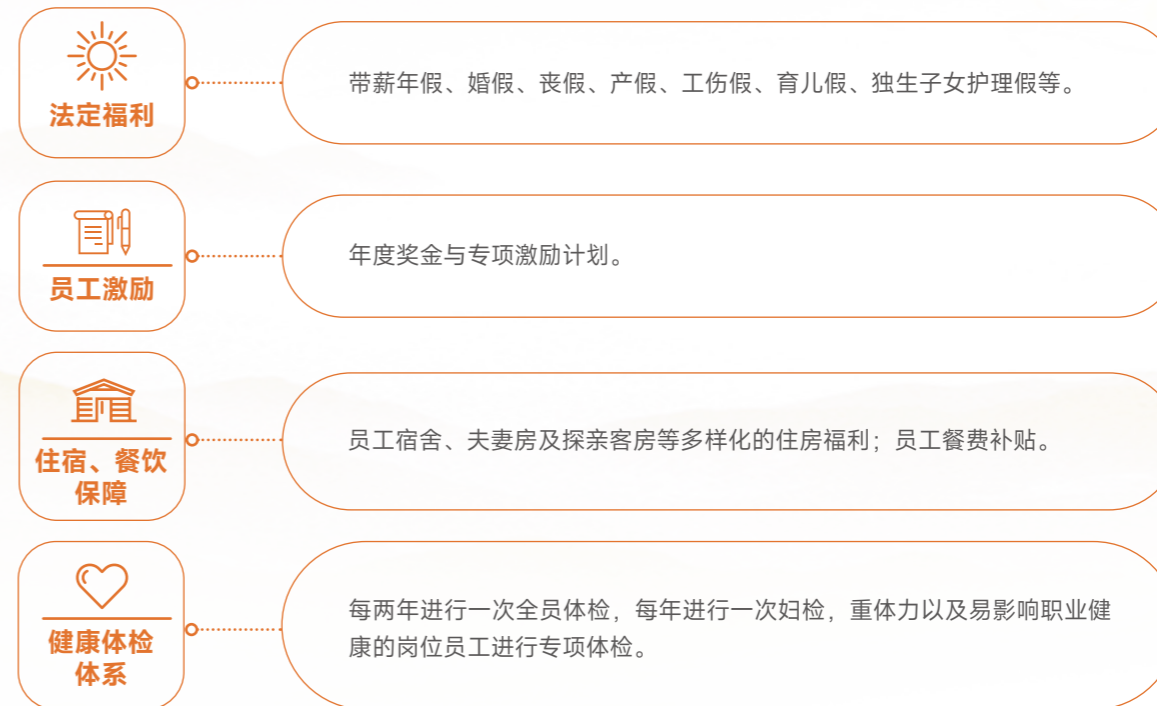 法定福利
带薪年假、婚假、丧假、产假、工伤假、育儿假、独生子女护理假等。
员工激励
年度奖金与专项激励计划。
住宿、餐饮
保障
员工宿舍、夫妻房及探亲客房等多样化的住房福利；员工餐费补贴。
健康体检
体系
每两年进行一次全员体检，每年进行一次妇检，重体力以及易影响职业健
康的岗位员工进行专项体检。